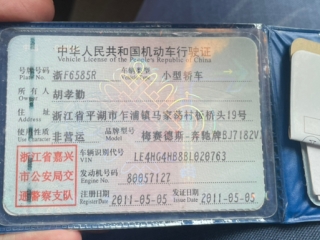 中华人民共和国机动车行驶证
Vehicle License of the People's Republic of China
号牌号码 浙F6585R 车辆类型 小型轿车
Plate No. Vehicle Type
所有人 胡孝勤
Owner
住址 浙江省平湖市乍浦镇马家荡村板桥头19号
Address
使用性质 非营运 品牌型号 梅赛德斯-奔驰牌BJ7182VX
Model
浙江省嘉兴 车辆识别代号 LE4HG4HB8BL020763
VIN
市公安局交 发动机号码 80057127
Engine No.
通警察支队 注册日期 2011-05-05 发证日期 2011-05-05
Register Date Issue Date